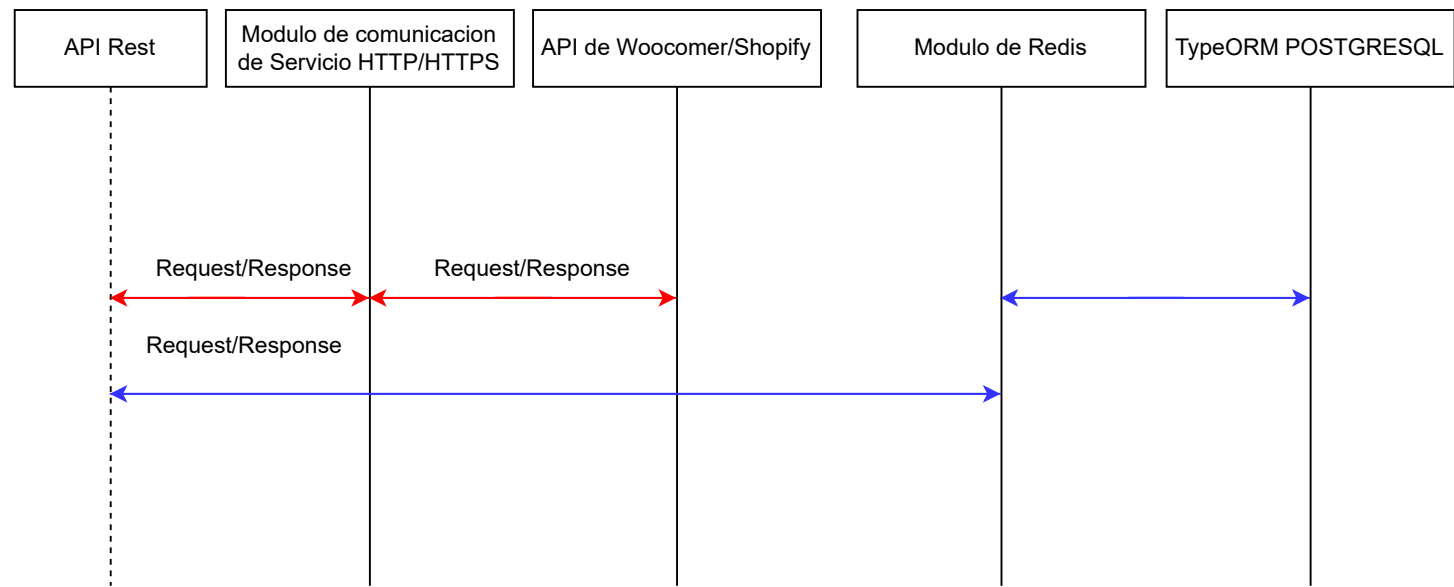 API Rest
Modulo de comunicacion
de Servicio HTTP/HTTPS
API de Woocomer/Shopify
Modulo de Redis
TypeORM POSTGRESQL
Request/Response
Request/Response
Request/Response